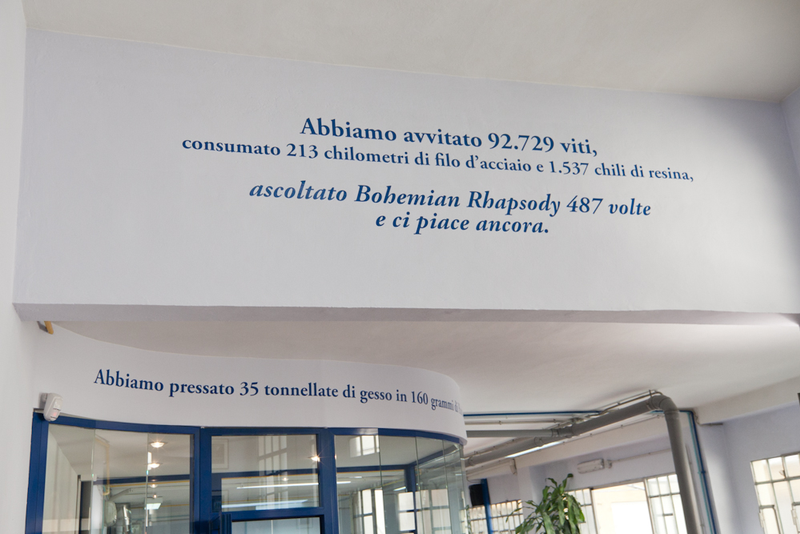 Abbiamo avvitato 92.729 viti,
consumato 213 chilometri di filo d'acciaio e 1.537 chili di resina,
ascoltato Bohemian Rhapsody 487 volte
e ci piace ancora.
Abbiamo pressato 35 tonnellate di gesso in 160 grammi